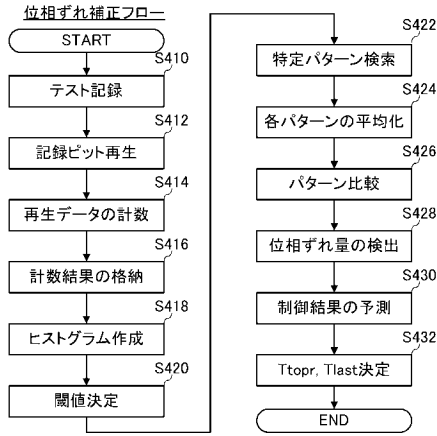 位相ずれ補正フロー
START
S410
テスト記録
S412
記録ピット再生
S414
再生データの計数
S416
計数結果の格納
S418
ヒストグラム作成
S420
閾値決定
S422
特定パターン検索
S424
各パターンの平均化
S426
パターン比較
S428
位相ずれ量の検出
S430
制御結果の予測
S432
Ttopr, Tlast決定
END